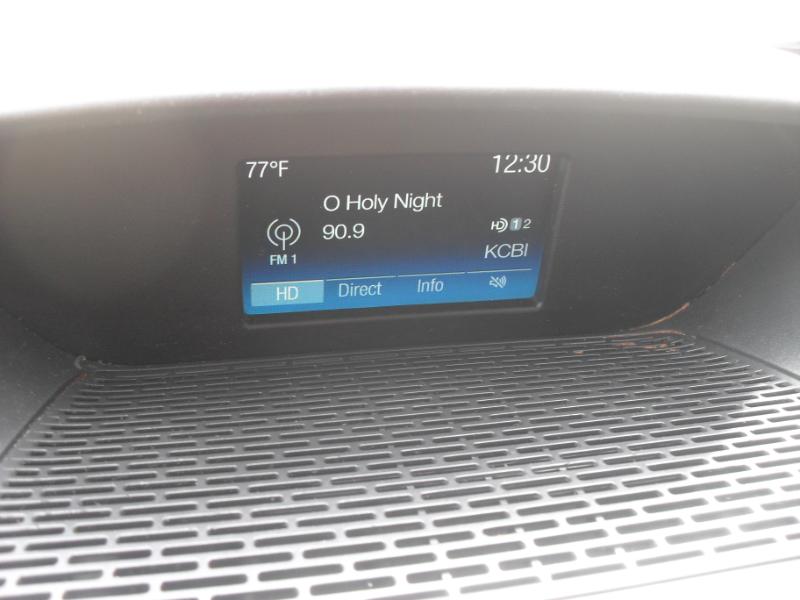 77°F 12:30
O Holy Night
90.9 HD 1 2
FM 1 KCBI
HD Direct Info